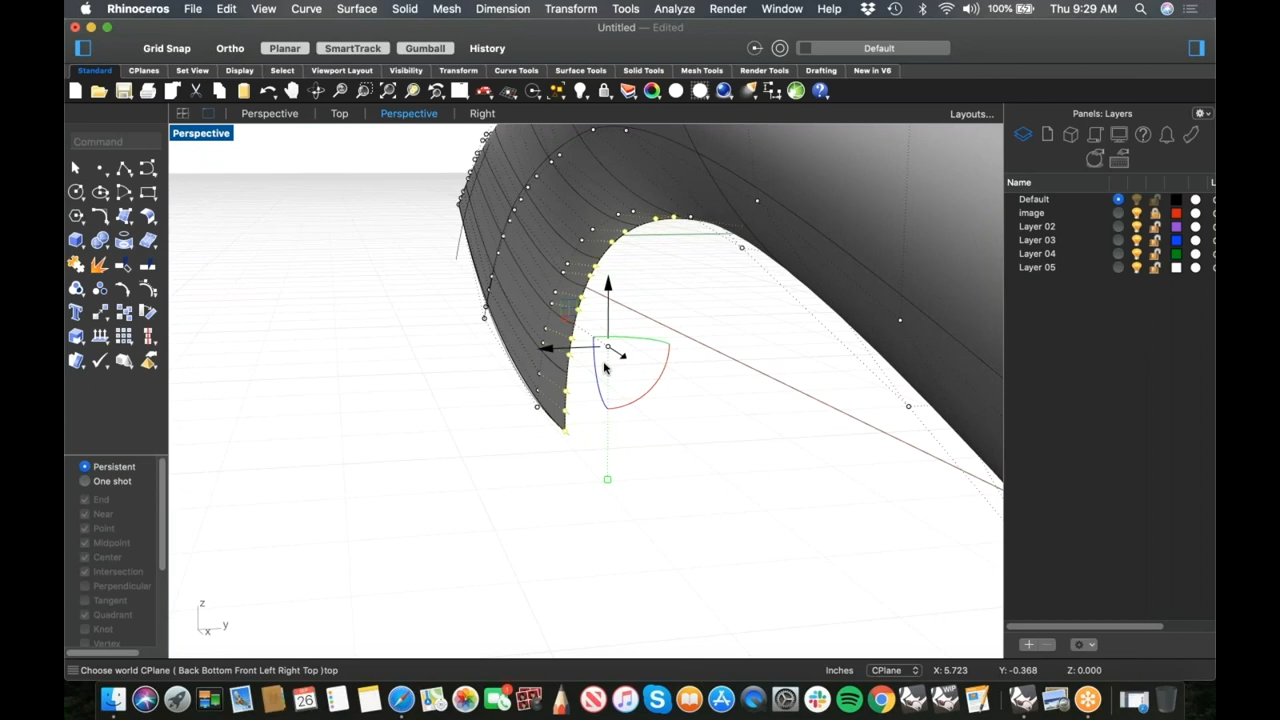 Rhinoceros File Edit View Curve Surface Solid Mesh Dimension Transform Tools Analyze Render Window Help 100% Thu 9:29 AM
Untitled — Edited
Grid Snap Ortho Planar SmartTrack Gumball History Default
Standard CPlanes Set View Display Select Viewport Layout Visibility Transform Curve Tools Surface Tools Solid Tools Mesh Tools Render Tools Drafting New in V6
Perspective Top Perspective Right Layouts... Panels: Layers
Perspective
Command
Name L
Default
image
Layer 02
Layer 03
Layer 04
Layer 05
Persistent
One shot
End
Near
Point
Midpoint
Center
Intersection
Perpendicular
Tangent
Quadrant
Knot
Vertex
z
y
x
Choose world CPlane ( Back Bottom Front Left Right Top )top Inches CPlane X: 5.723 Y: -0.368 Z: 0.000
26
1